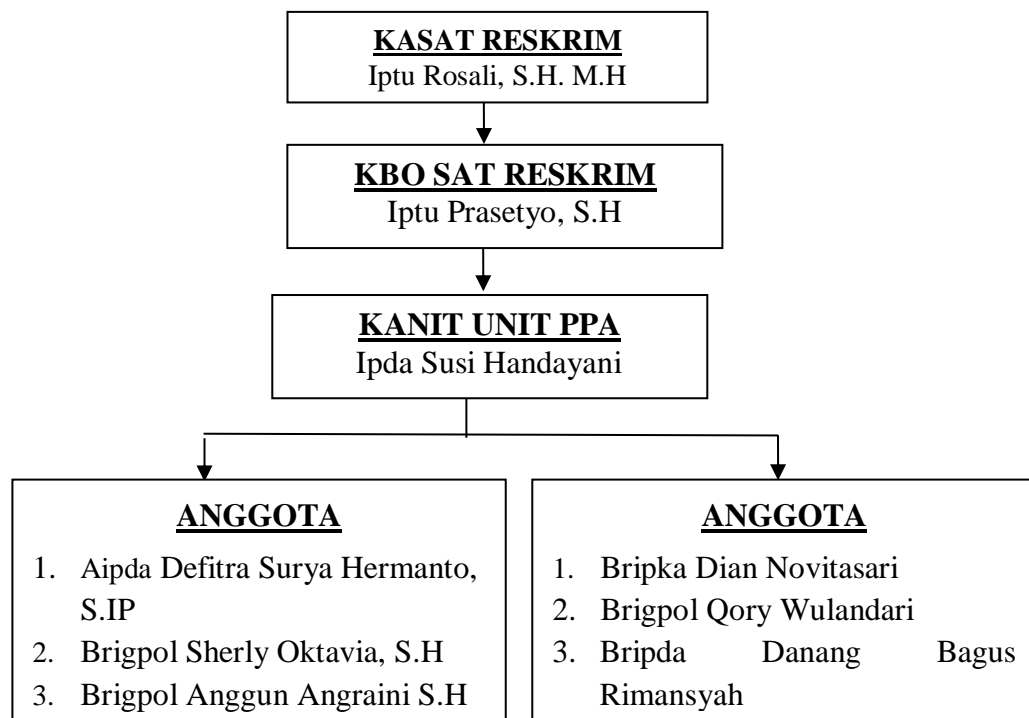 KASAT RESKRIM
Iptu Rosali, S.H. M.H
KBO SAT RESKRIM
Iptu Prasetyo, S.H
KANIT UNIT PPA
Ipda Susi Handayani
ANGGOTA
1. Aipda Defitra Surya Hermanto,
S.IP
2. Brigpol Sherly Oktavia, S.H
3. Brigpol Anggun Angraini S.H
ANGGOTA
1. Bripka Dian Novitasari
2. Brigpol Qory Wulandari
3. Bripda Danang Bagus
Rimansyah